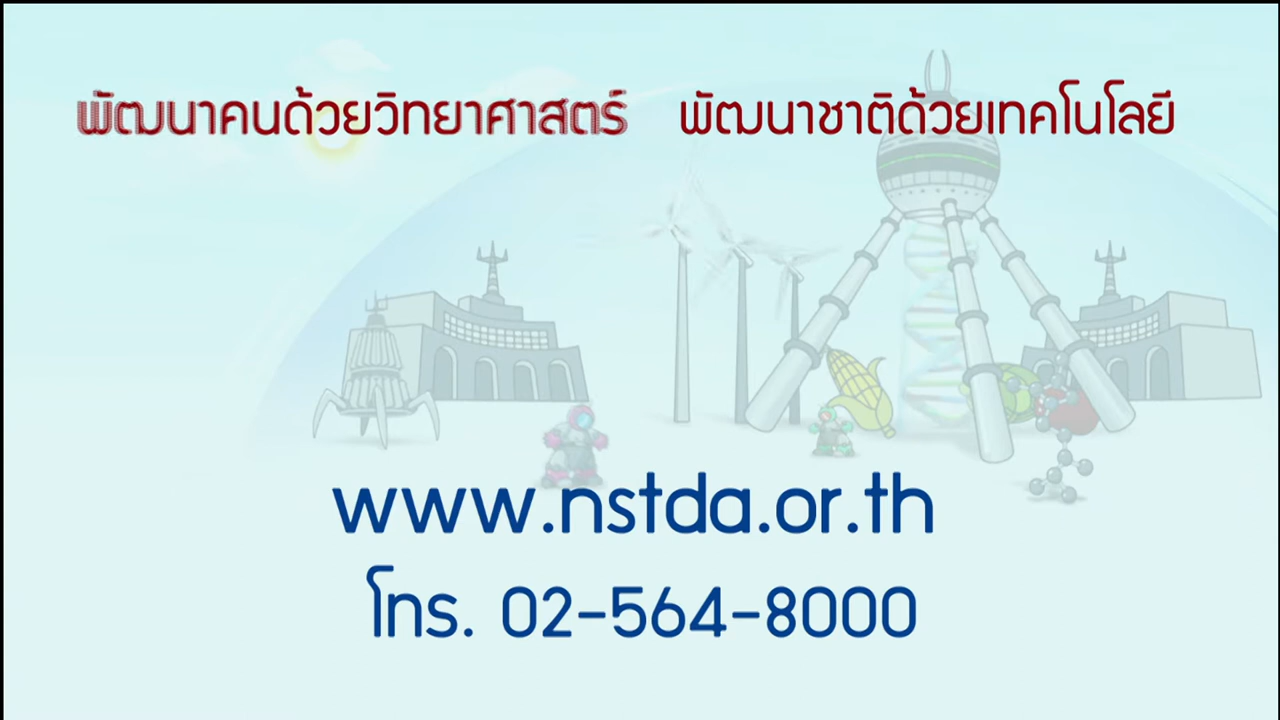 พัฒนาคนด้วยวิทยาศาสตร์ พัฒนาชาติด้วยเทคโนโลยี
www.nstda.or.th
โทร. 02-564-8000